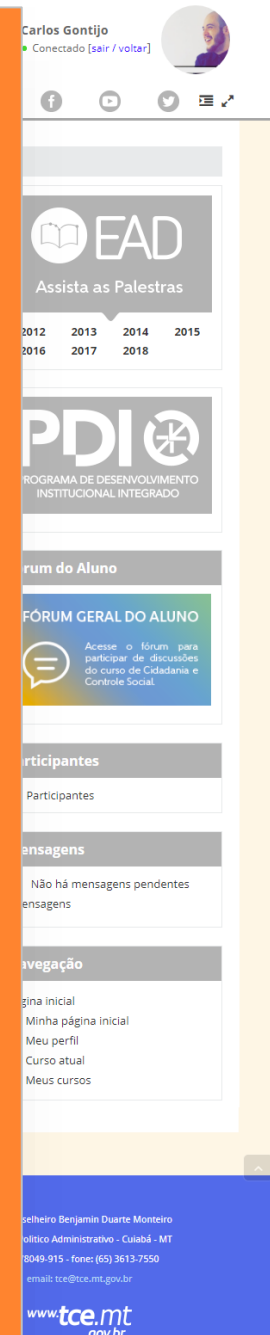 Carlos Gontijo
Conectado [sair / voltar]
EAD
Assista as Palestras
2012 2013 2014 2015
2016 2017 2018
PDI
ROGRAMA DE DESENVOLVIMENTO
INSTITUCIONAL INTEGRADO
rum do Aluno
FÓRUM GERAL DO ALUNO
Acesse o fórum para
participar de discussões
do curso de Cidadania e
Controle Social.
articipantes
Participantes
ensagens
Não há mensagens pendentes
ensagens
avegação
gina inicial
Minha página inicial
Meu perfil
Curso atual
Meus cursos
selheiro Benjamin Duarte Monteiro
olitico Administrativo - Cuiabá - MT
78049-915 - fone: (65) 3613-7550
email: tce@tce.mt.gov.br
www.tce.mt
gov.br